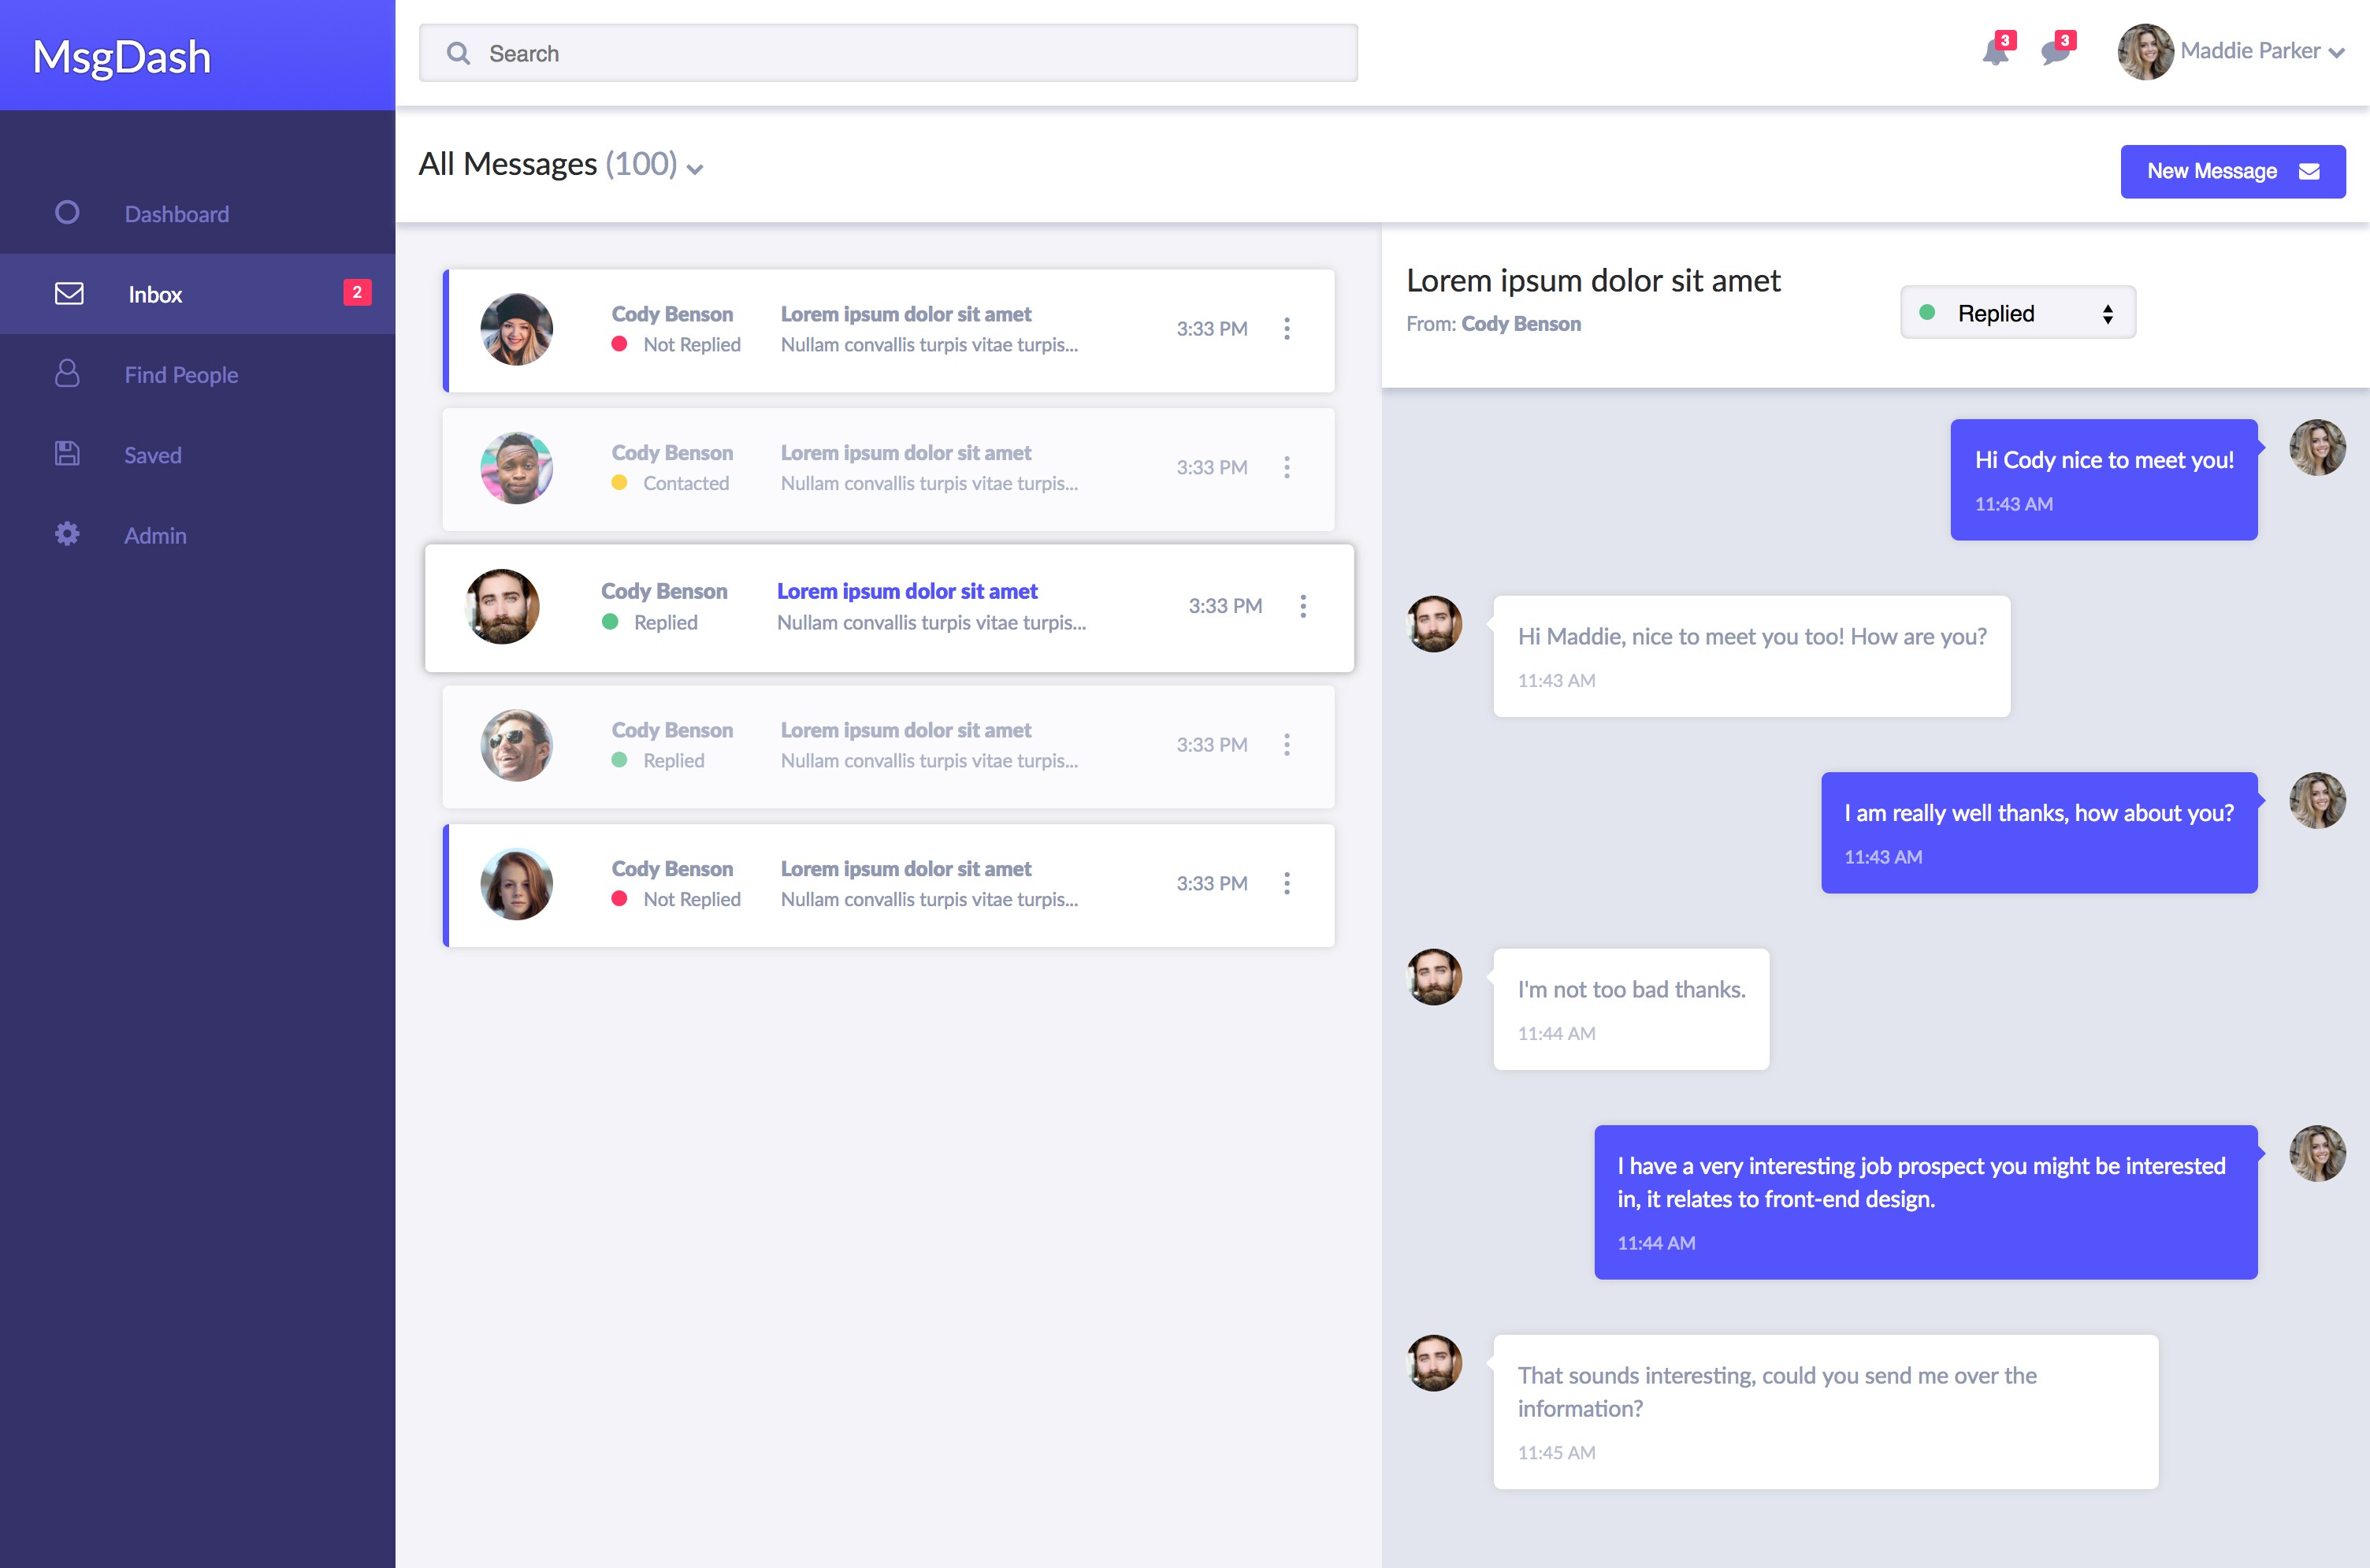 MsgDash
Dashboard
Inbox
2
Find People
Saved
Admin
Search
3
3
Maddie Parker
All Messages (100)
New Message
Cody Benson
Not Replied
Lorem ipsum dolor sit amet
Nullam convallis turpis vitae turpis...
3:33 PM
Cody Benson
Contacted
Lorem ipsum dolor sit amet
Nullam convallis turpis vitae turpis...
3:33 PM
Cody Benson
Replied
Lorem ipsum dolor sit amet
Nullam convallis turpis vitae turpis...
3:33 PM
Cody Benson
Replied
Lorem ipsum dolor sit amet
Nullam convallis turpis vitae turpis...
3:33 PM
Cody Benson
Not Replied
Lorem ipsum dolor sit amet
Nullam convallis turpis vitae turpis...
3:33 PM
Lorem ipsum dolor sit amet
From: Cody Benson
Replied
Hi Cody nice to meet you!
11:43 AM
Hi Maddie, nice to meet you too! How are you?
11:43 AM
I am really well thanks, how about you?
11:43 AM
I'm not too bad thanks.
11:44 AM
I have a very interesting job prospect you might be interested
in, it relates to front-end design.
11:44 AM
That sounds interesting, could you send me over the
information?
11:45 AM